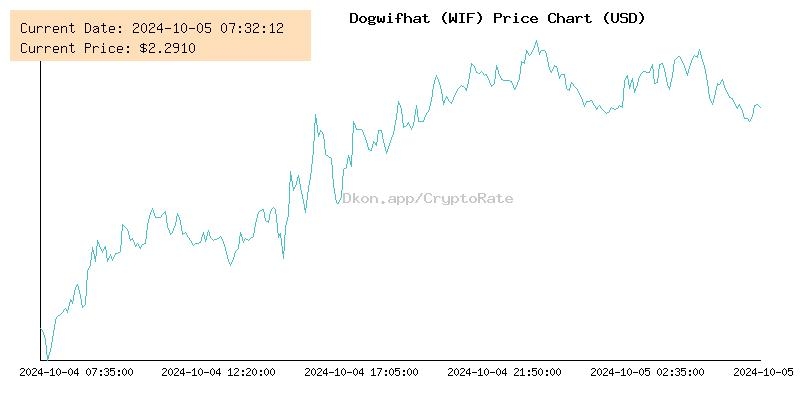 Dogwifhat (WIF) Price Chart (USD)
Current Date: 2024-10-05 07:32:12
Current Price: $2.2910
Dkon.app/CryptoRate
2024-10-04 07:35:00
2024-10-04 12:20:00
2024-10-04 17:05:00
2024-10-04 21:50:00
2024-10-05 02:35:00
2024-10-05